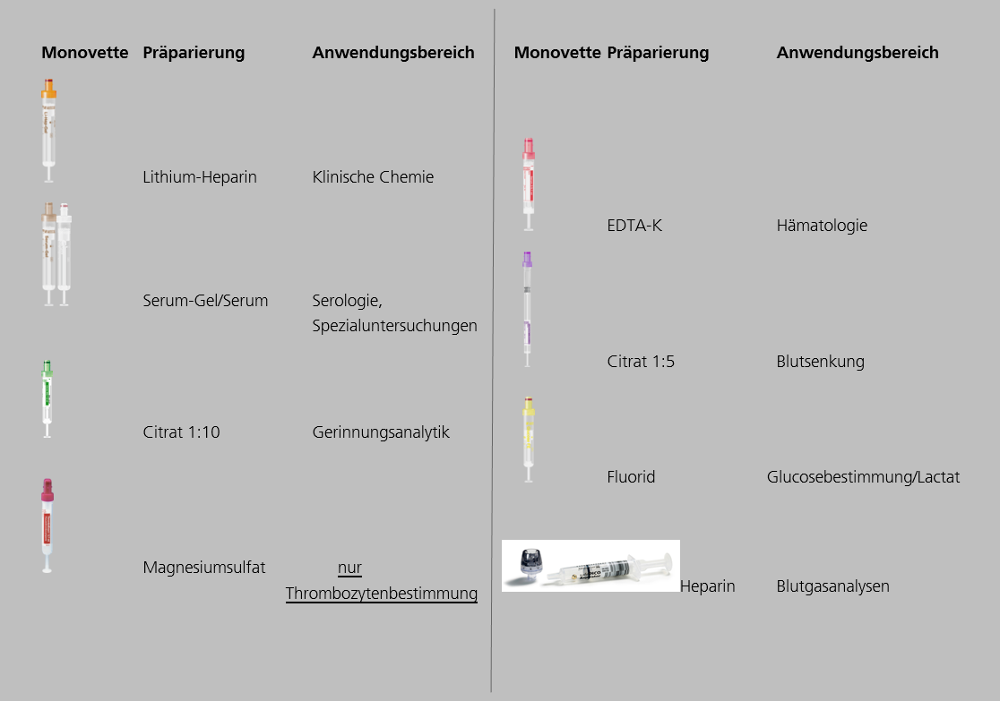 Monovette Präparierung Anwendungsbereich
Lithium-Heparin Klinische Chemie
Serum-Gel/Serum Serologie,
Spezialuntersuchungen
Citrat 1:10 Gerinnungsanalytik
Magnesiumsulfat nur
Thrombozytenbestimmung
Monovette Präparierung Anwendungsbereich
EDTA-K Hämatologie
Citrat 1:5 Blutsenkung
Fluorid Glucosebestimmung/Lactat
Heparin Blutgasanalysen